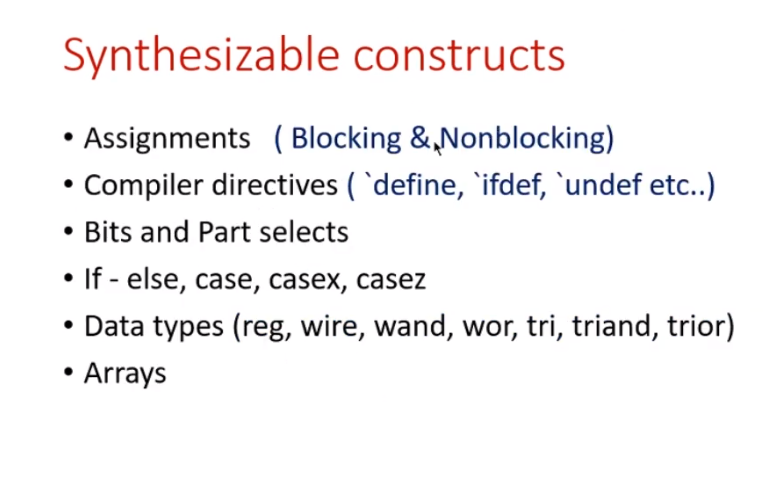 Synthesizable constructs
• Assignments ( Blocking & Nonblocking)
• Compiler directives ( `define, `ifdef, `undef etc..)
• Bits and Part selects
• If - else, case, casex, casez
• Data types (reg, wire, wand, wor, tri, triand, trior)
• Arrays